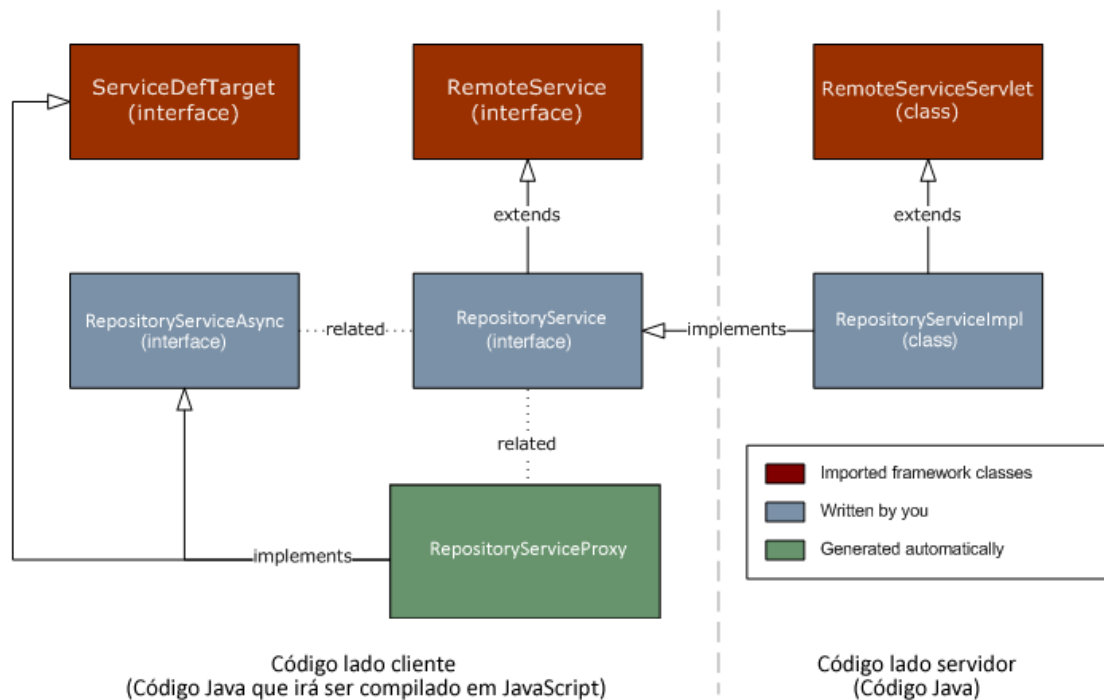 ServiceDefTarget
(interface)
RemoteService
(interface)
RemoteServiceServlet
(class)
extends
extends
RepositoryServiceAsync
(interface)
related
RepositoryService
(interface)
implements
RepositoryServiceImpl
(class)
related
implements
RepositoryServiceProxy
Imported framework classes
Written by you
Generated automatically
Código lado cliente
(Código Java que irá ser compilado em JavaScript)
Código lado servidor
(Código Java)